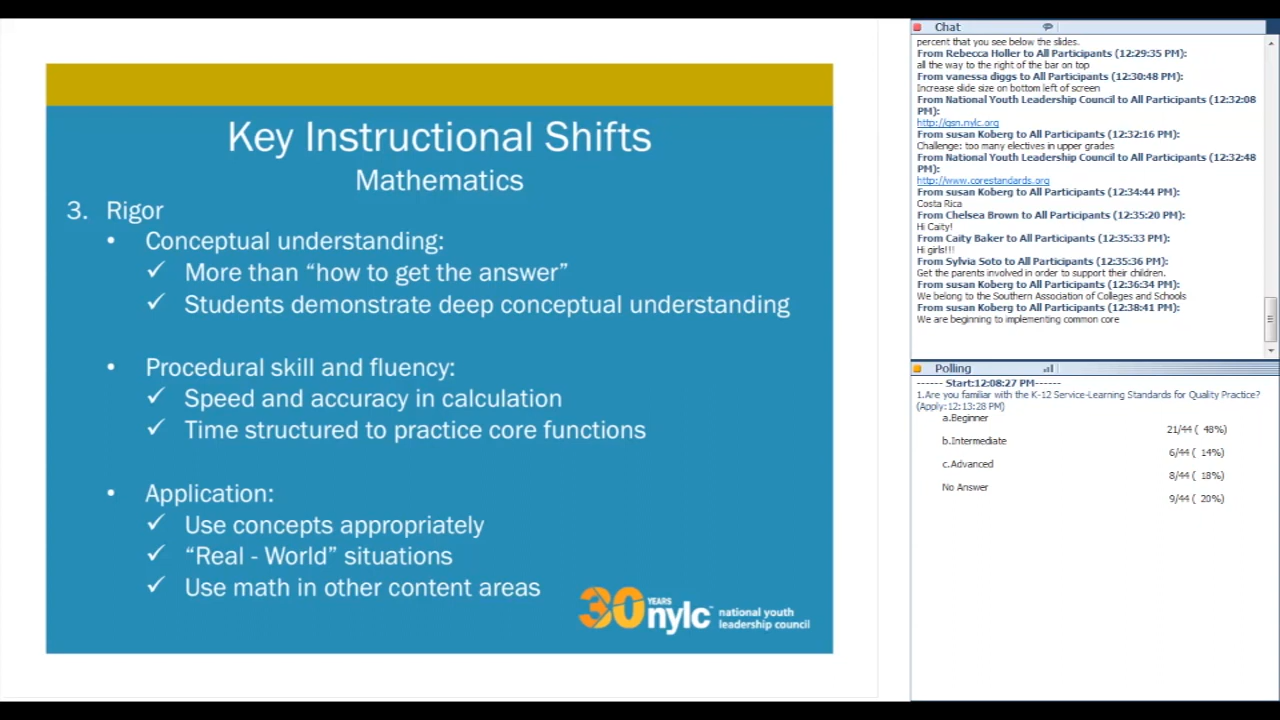 Key Instructional Shifts
Mathematics
3. Rigor
• Conceptual understanding:
✓ More than “how to get the answer”
✓ Students demonstrate deep conceptual understanding
• Procedural skill and fluency:
✓ Speed and accuracy in calculation
✓ Time structured to practice core functions
• Application:
✓ Use concepts appropriately
✓ “Real - World” situations
✓ Use math in other content areas
30 YEARS nylc™ national youth
leadership council
Chat
percent that you see below the slides.
From Rebecca Holler to All Participants (12:29:35 PM):
all the way to the right of the bar on top
From vanessa diggs to All Participants (12:30:48 PM):
Increase slide size on bottom left of screen
From National Youth Leadership Council to All Participants (12:32:08
PM):
http://gsn.nylc.org
From susan Koberg to All Participants (12:32:16 PM):
Challenge: too many electives in upper grades
From National Youth Leadership Council to All Participants (12:32:48
PM):
http://www.corestandards.org
From susan Koberg to All Participants (12:34:44 PM):
Costa Rica
From Chelsea Brown to All Participants (12:35:20 PM):
Hi Caity!
From Caity Baker to All Participants (12:35:33 PM):
Hi girls!!!
From Sylvia Soto to All Participants (12:35:36 PM):
Get the parents involved in order to support their children.
From susan Koberg to All Participants (12:36:34 PM):
We belong to the Southern Association of Colleges and Schools
From susan Koberg to All Participants (12:38:41 PM):
We are beginning to implementing common core
Polling
------ Start:12:08:27 PM------
1.Are you familiar with the K-12 Service-Learning Standards for Quality Practice?
(Apply:12:13:28 PM)
a.Beginner
21/44 ( 48%)
b.Intermediate
6/44 ( 14%)
c.Advanced
8/44 ( 18%)
No Answer
9/44 ( 20%)